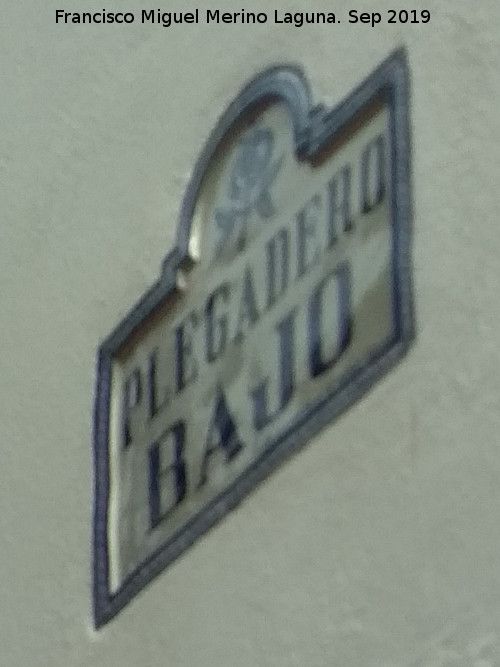 Francisco Miguel Merino Laguna. Sep 2019
PLEGADERO
BAJO